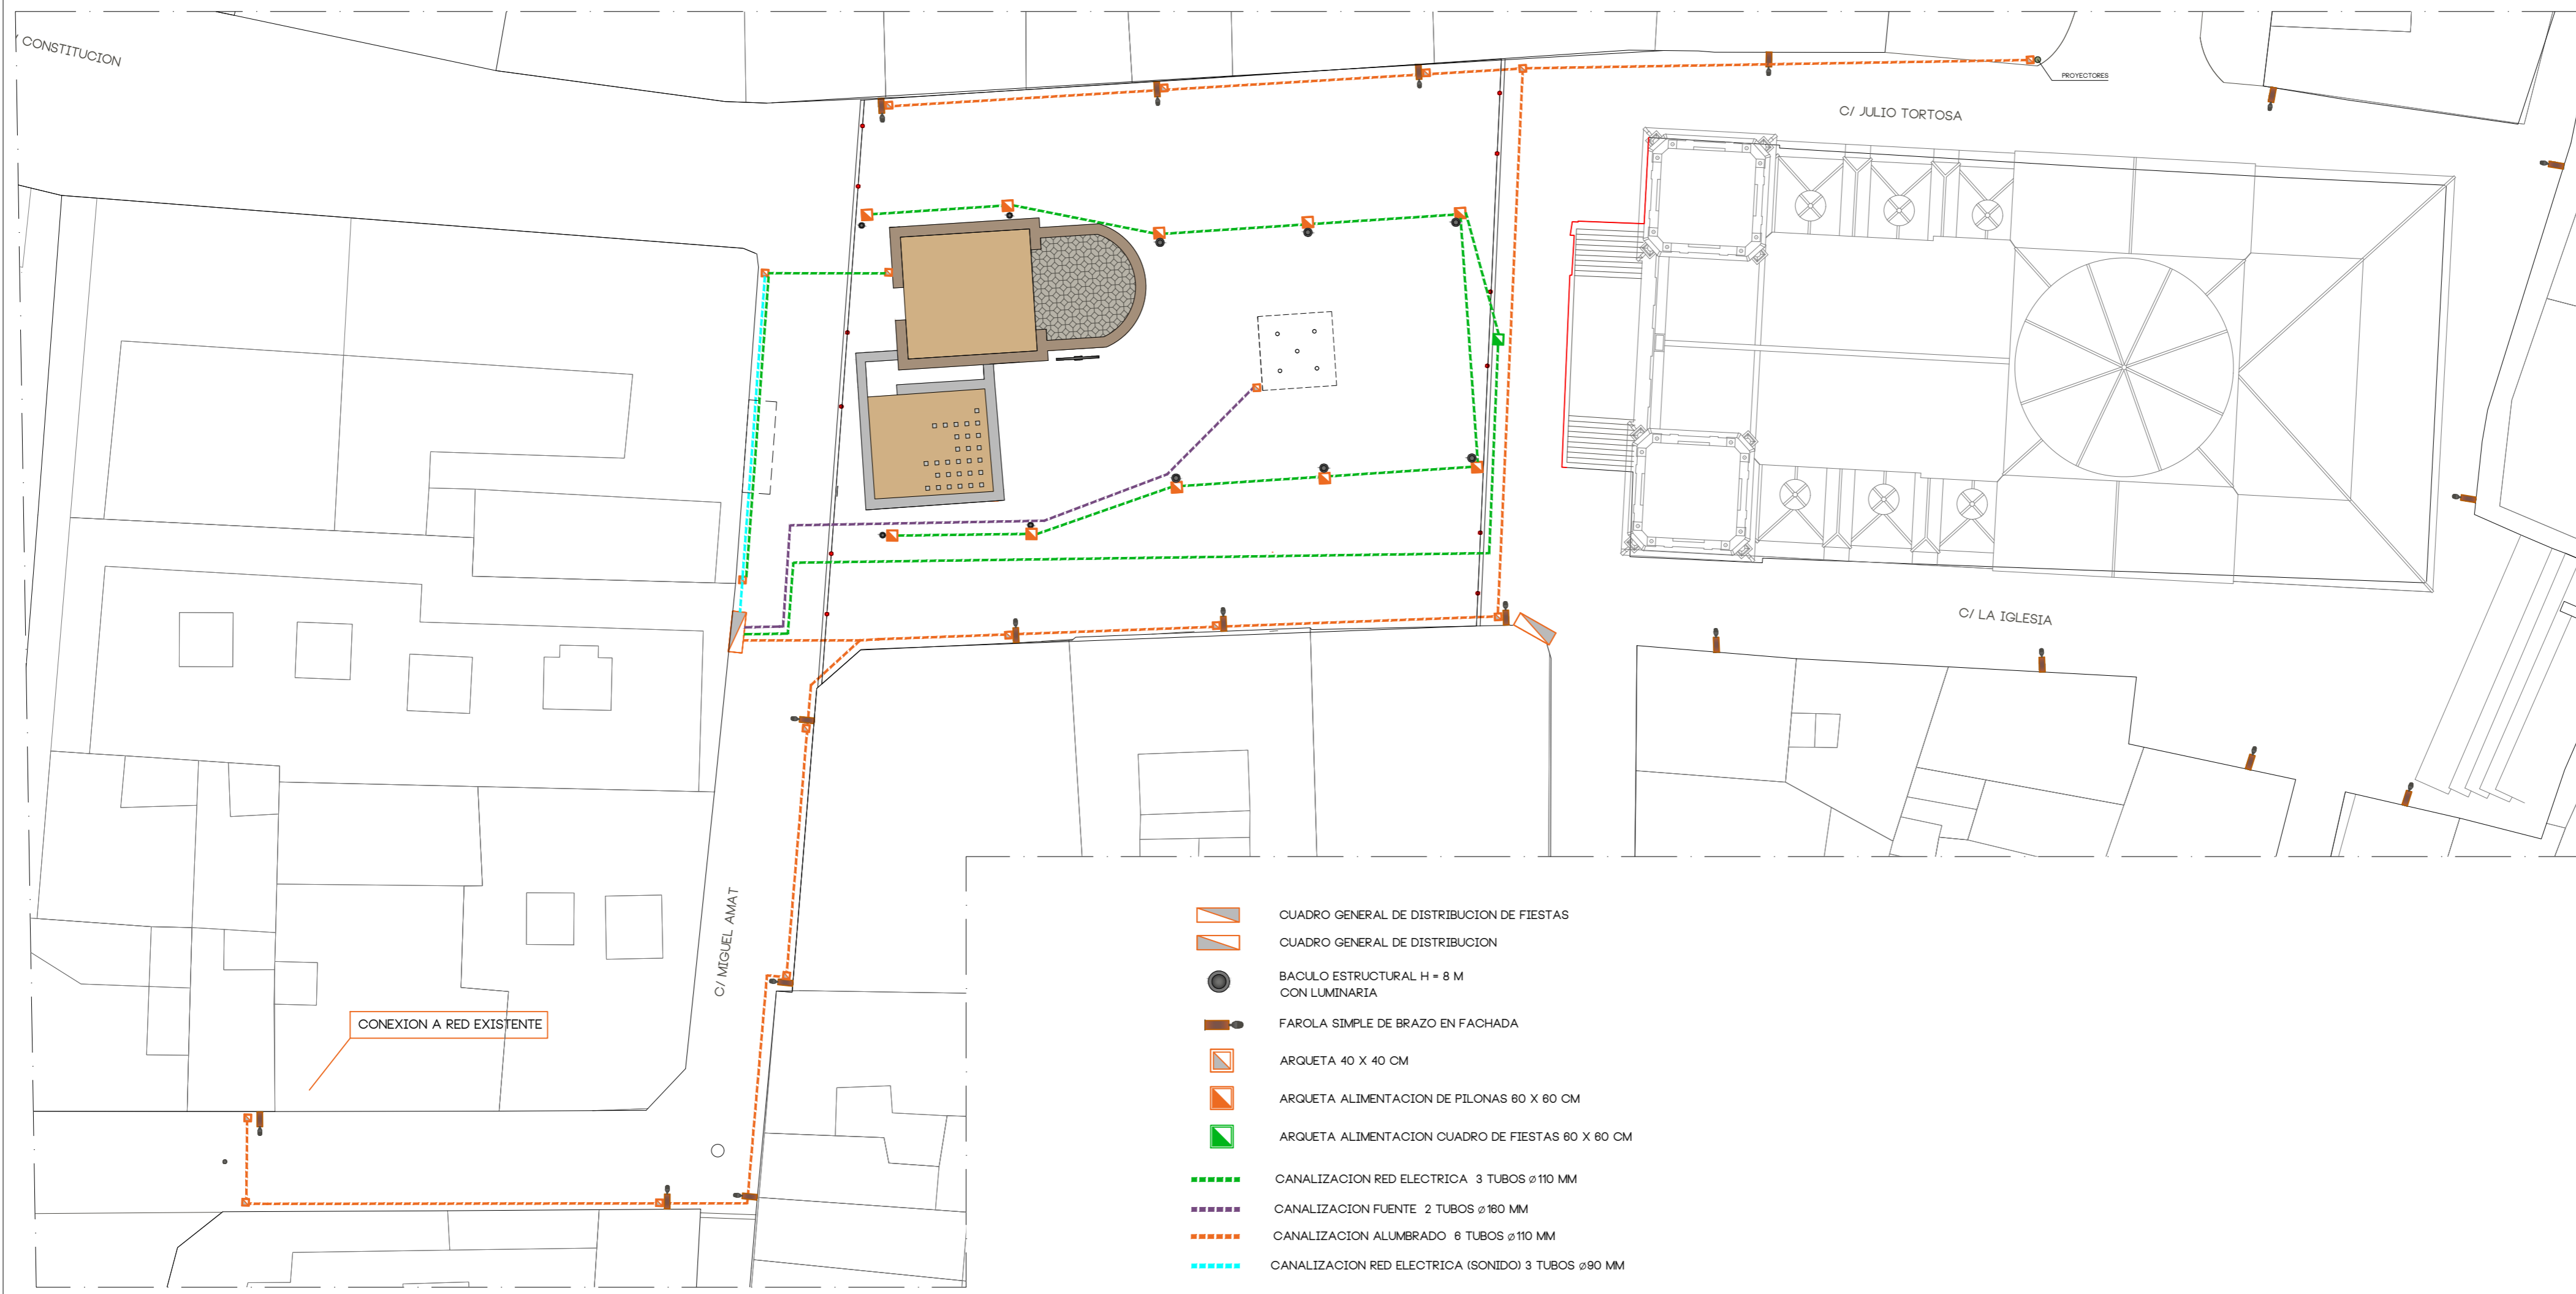 / CONSTITUCION
PROYECTORES
C/ JULIO TORTOSA
C/ LA IGLESIA
C/ MIGUEL AMAT
CONEXION A RED EXISTENTE
CUADRO GENERAL DE DISTRIBUCION DE FIESTAS
CUADRO GENERAL DE DISTRIBUCION
BACULO ESTRUCTURAL H = 8 M
CON LUMINARIA
FAROLA SIMPLE DE BRAZO EN FACHADA
ARQUETA 40 X 40 CM
ARQUETA ALIMENTACION DE PILONAS 60 X 60 CM
ARQUETA ALIMENTACION CUADRO DE FIESTAS 60 X 60 CM
CANALIZACION RED ELECTRICA 3 TUBOS ⌀110 MM
CANALIZACION FUENTE 2 TUBOS ⌀160 MM
CANALIZACION ALUMBRADO 6 TUBOS ⌀110 MM
CANALIZACION RED ELECTRICA (SONIDO) 3 TUBOS ⌀90 MM